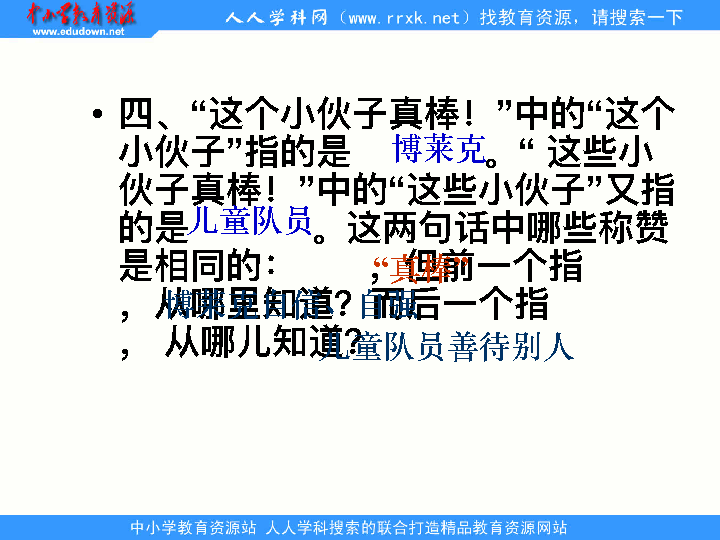 中小学教育资源
www.edudown.net
人人学科网（www.rrxk.net）找教育资源，请搜索一下
• 四、“这个小伙子真棒！”中的“这个
小伙子”指的是 博莱克。“ 这些小
伙子真棒！”中的“这些小伙子”又指
的是儿童队员。这两句话中哪些称赞
是相同的： “真棒”，但前一个指
，从哪里知道？而后一个指
， 从哪儿知道？儿童队员善待别人
中小学教育资源站 人人学科搜索的联合打造精品教育资源网站